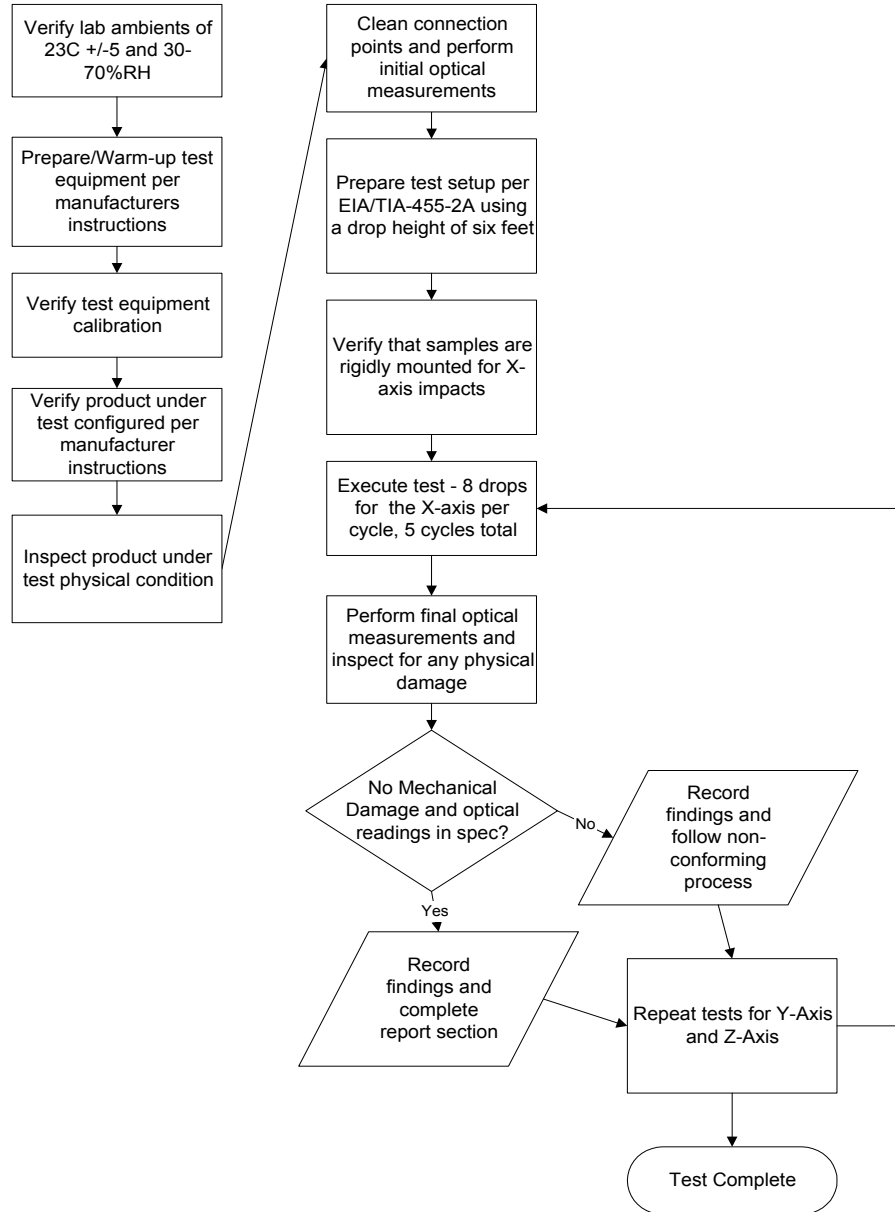 Verify lab ambients of
23C +/-5 and 30-
70%RH
Prepare/Warm-up test
equipment per
manufacturers
instructions
Verify test equipment
calibration
Verify product under
test configured per
manufacturer
instructions
Inspect product under
test physical condition
Clean connection
points and perform
initial optical
measurements
Prepare test setup per
EIA/TIA-455-2A using
a drop height of six feet
Verify that samples are
rigidly mounted for X-
axis impacts
Execute test - 8 drops
for the X-axis per
cycle, 5 cycles total
Perform final optical
measurements and
inspect for any physical
damage
No Mechanical
Damage and optical
readings in spec?
No
Record
findings and
follow non-
conforming
process
Yes
Record
findings and
complete
report section
Repeat tests for Y-Axis
and Z-Axis
Test Complete